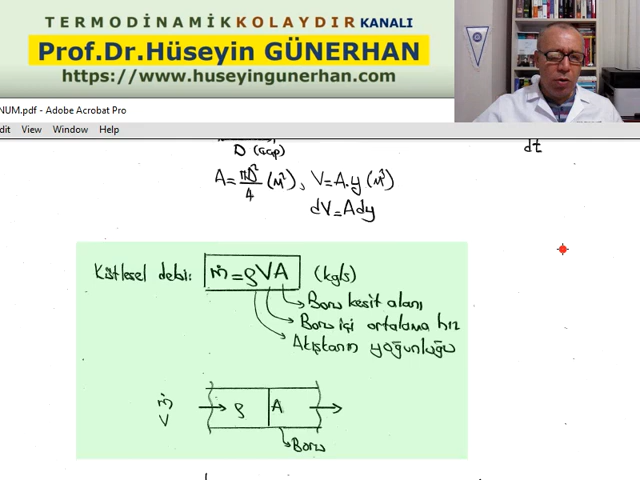 TERMODİNAMİKKOLAYDIR KANALI
Prof.Dr.Hüseyin GÜNERHAN
https://www.huseyingunerhan.com
NUM.pdf - Adobe Acrobat Pro
dit View Window Help
D (çap)
dt
A = πD²/4 (m²), V = A.y (m³)
dV = Ady
Kütlesel debi: ṁ = ρVA (kg/s)
Boru kesit alanı
Boru içi ortalama hız
Akışkanın yoğunluğu
ṁ ρ A
V
Boru